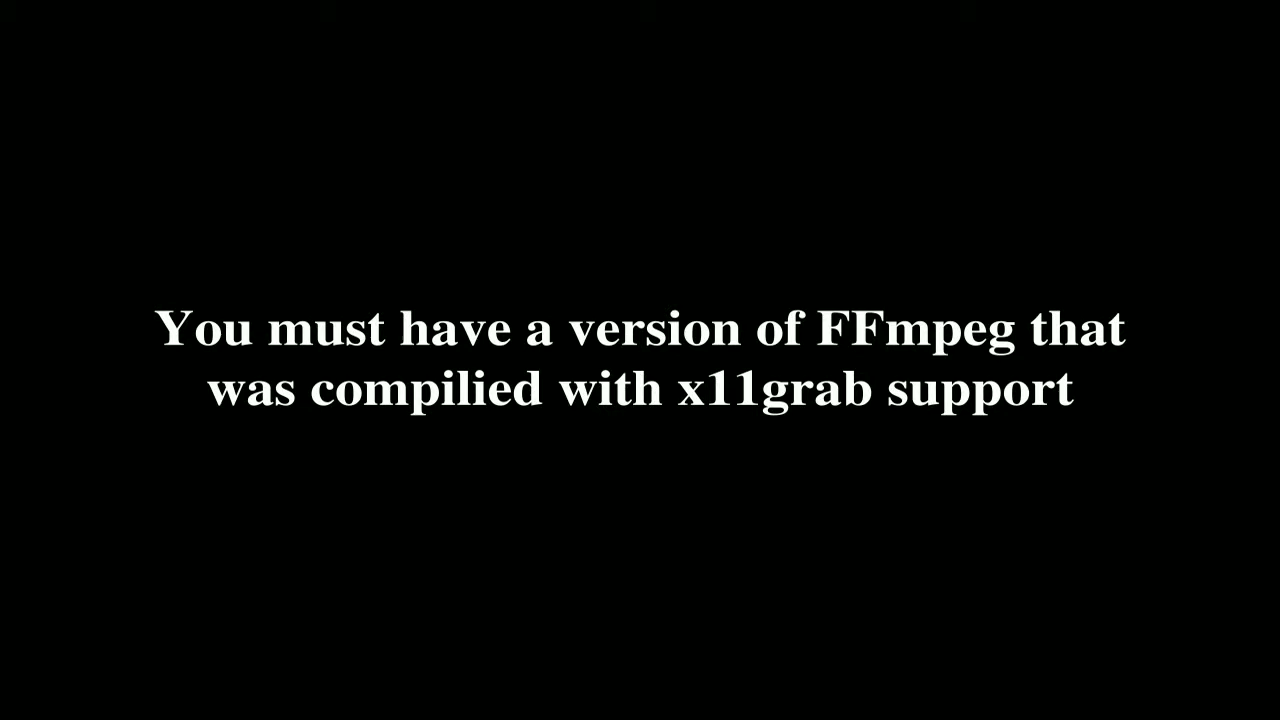 You must have a version of FFmpeg that
was compilied with x11grab support